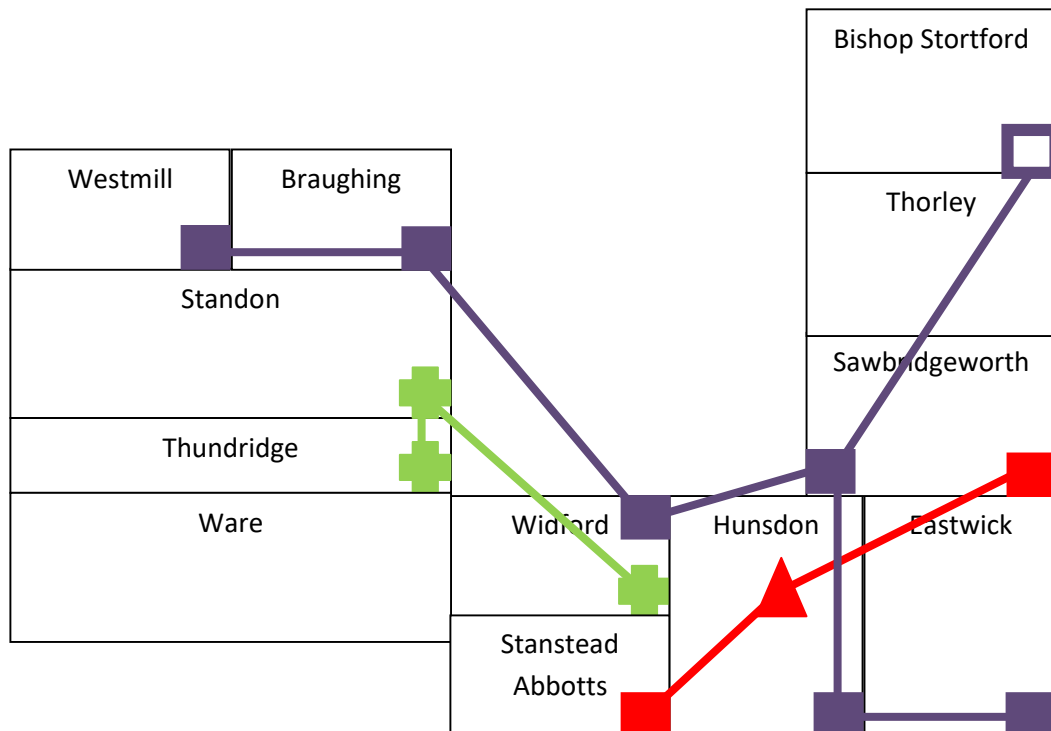 Bishop Stortford
Westmill
Braughing
Thorley
Standon
Sawbridgeworth
Thundridge
Ware
Widford
Hunsdon
Eastwick
Stanstead
Abbotts